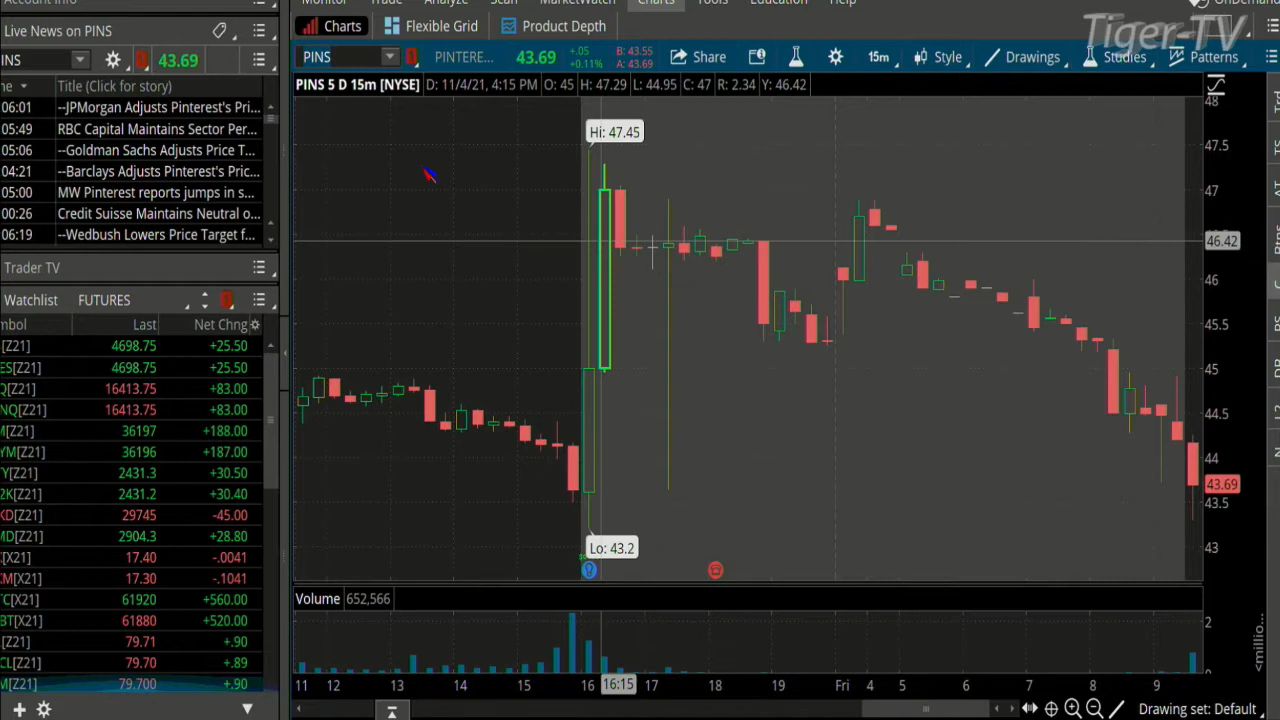 Account Info
Monitor Trade Analyze Scan MarketWatch Charts Tools Education Help
OnDemand
Live News on PINS
Charts Flexible Grid Product Depth
Tiger-TV
NS 43.69
PINS PINTERE... 43.69 +.05 +0.11% B: 43.55 A: 43.69 Share 15m Style Drawings Studies Patterns
me Title (Click for story)
PINS 5 D 15m [NYSE] D: 11/4/21, 4:15 PM O: 45 H: 47.29 L: 44.95 C: 47 R: 2.34 Y: 46.42
06:01 --JPMorgan Adjusts Pinterest's Pri...
05:49 RBC Capital Maintains Sector Per...
05:06 --Goldman Sachs Adjusts Price T...
04:21 --Barclays Adjusts Pinterest's Pric...
05:00 MW Pinterest reports jumps in s...
00:26 Credit Suisse Maintains Neutral o...
06:19 --Wedbush Lowers Price Target f...
Trader TV
Watchlist FUTURES
mbol Last Net Chng
[Z21] 4698.75 +25.50
ES[Z21] 4698.75 +25.50
Q[Z21] 16413.75 +83.00
NQ[Z21] 16413.75 +83.00
M[Z21] 36197 +188.00
YM[Z21] 36196 +187.00
Y[Z21] 2431.3 +30.50
2K[Z21] 2431.2 +30.40
KD[Z21] 29745 -45.00
MD[Z21] 2904.3 +28.80
[X21] 17.40 -.0041
M[X21] 17.30 -.1041
TC[X21] 61920 +560.00
BT[X21] 61880 +520.00
[Z21] 79.71 +.90
CL[Z21] 79.70 +.89
M[Z21] 79.700 +.90
Hi: 47.45
Lo: 43.2
48
47.5
47
46.42
46
45.5
45
44.5
44
43.69
43.5
43
Volume 652,566
2
<millio...
11 12 13 14 15 16 16:15 17 18 19 Fri 4 5 6 7 8 9
Drawing set: Default
Trd
TS
AT